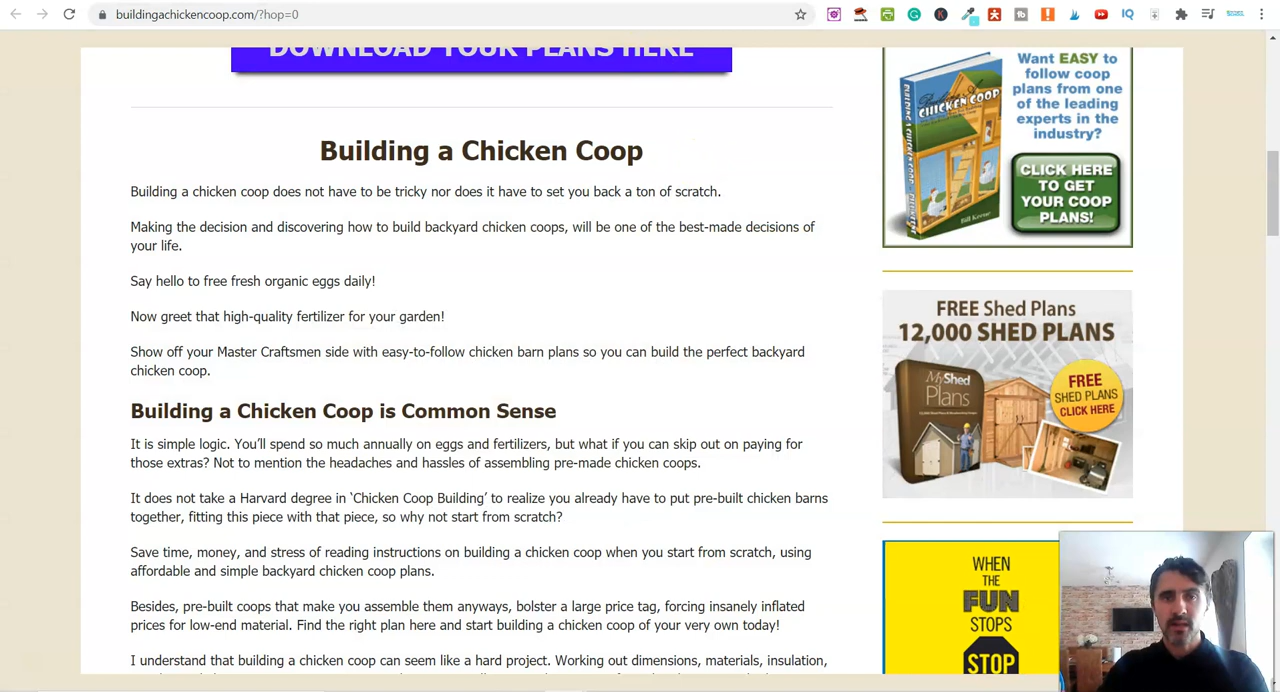 buildingachickencoop.com/?hop=0
DOWNLOAD YOUR PLANS HERE
Building a Chicken Coop
Building a chicken coop does not have to be tricky nor does it have to set you back a ton of scratch.
Making the decision and discovering how to build backyard chicken coops, will be one of the best-made decisions of
your life.
Say hello to free fresh organic eggs daily!
Now greet that high-quality fertilizer for your garden!
Show off your Master Craftsmen side with easy-to-follow chicken barn plans so you can build the perfect backyard
chicken coop.
Building a Chicken Coop is Common Sense
It is simple logic. You’ll spend so much annually on eggs and fertilizers, but what if you can skip out on paying for
those extras? Not to mention the headaches and hassles of assembling pre-made chicken coops.
It does not take a Harvard degree in ‘Chicken Coop Building’ to realize you already have to put pre-built chicken barns
together, fitting this piece with that piece, so why not start from scratch?
Save time, money, and stress of reading instructions on building a chicken coop when you start from scratch, using
affordable and simple backyard chicken coop plans.
Besides, pre-built coops that make you assemble them anyways, bolster a large price tag, forcing insanely inflated
prices for low-end material. Find the right plan here and start building a chicken coop of your very own today!
I understand that building a chicken coop can seem like a hard project. Working out dimensions, materials, insulation,
Want EASY to
follow coop
plans from one
of the leading
experts in the
industry?
CLICK HERE
TO GET
YOUR COOP
PLANS!
Building A
CHICKEN COOP
BUILDING A CHICKEN COOP
Bill Keene
FREE Shed Plans
12,000 SHED PLANS
My Shed
Plans
FREE
SHED PLANS
CLICK HERE
WHEN
THE
FUN
STOPS
STOP